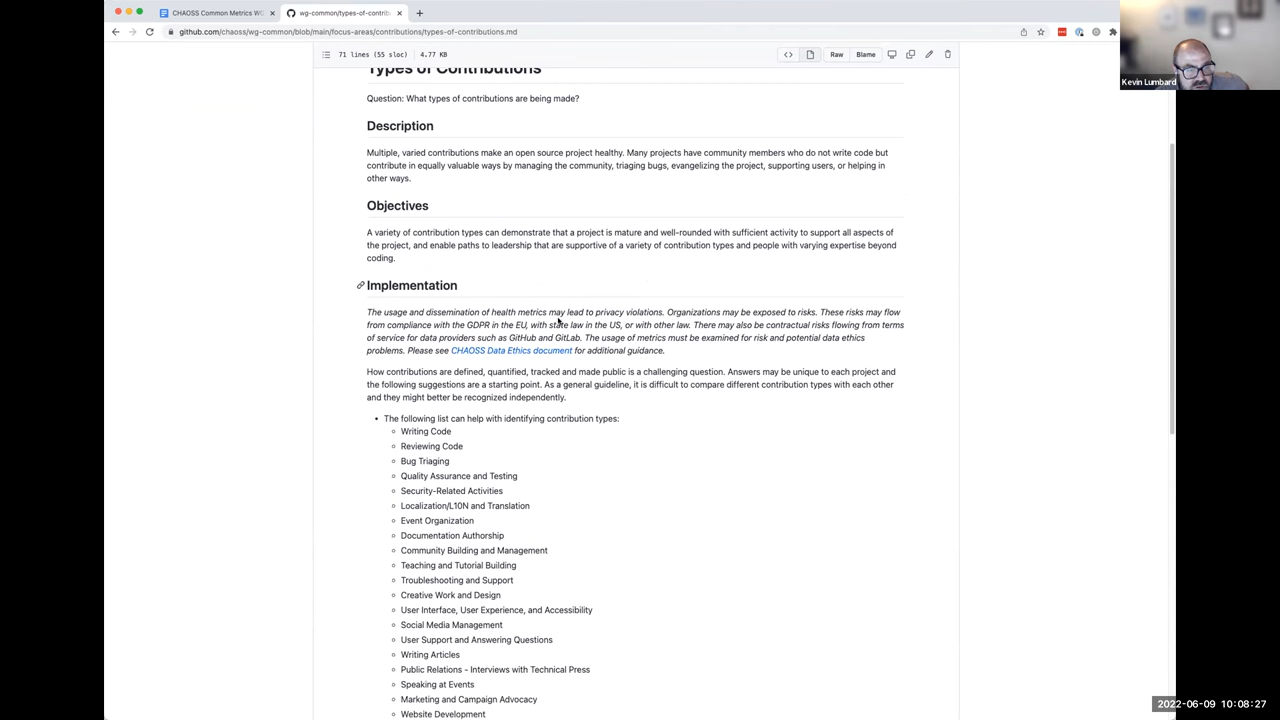 CHAOSS Common Metrics WG
wg-common/types-of-contrib
github.com/chaoss/wg-common/blob/main/focus-areas/contributions/types-of-contributions.md
Kevin Lumbard
71 lines (55 sloc) 4.77 KB
Raw
Blame
Types of Contributions
Question: What types of contributions are being made?
Description
Multiple, varied contributions make an open source project healthy. Many projects have community members who do not write code but
contribute in equally valuable ways by managing the community, triaging bugs, evangelizing the project, supporting users, or helping in
other ways.
Objectives
A variety of contribution types can demonstrate that a project is mature and well-rounded with sufficient activity to support all aspects of
the project, and enable paths to leadership that are supportive of a variety of contribution types and people with varying expertise beyond
coding.
Implementation
The usage and dissemination of health metrics may lead to privacy violations. Organizations may be exposed to risks. These risks may flow
from compliance with the GDPR in the EU, with state law in the US, or with other law. There may also be contractual risks flowing from terms
of service for data providers such as GitHub and GitLab. The usage of metrics must be examined for risk and potential data ethics
problems. Please see CHAOSS Data Ethics document for additional guidance.
How contributions are defined, quantified, tracked and made public is a challenging question. Answers may be unique to each project and
the following suggestions are a starting point. As a general guideline, it is difficult to compare different contribution types with each other
and they might better be recognized independently.
• The following list can help with identifying contribution types:
◦ Writing Code
◦ Reviewing Code
◦ Bug Triaging
◦ Quality Assurance and Testing
◦ Security-Related Activities
◦ Localization/L10N and Translation
◦ Event Organization
◦ Documentation Authorship
◦ Community Building and Management
◦ Teaching and Tutorial Building
◦ Troubleshooting and Support
◦ Creative Work and Design
◦ User Interface, User Experience, and Accessibility
◦ Social Media Management
◦ User Support and Answering Questions
◦ Writing Articles
◦ Public Relations - Interviews with Technical Press
◦ Speaking at Events
◦ Marketing and Campaign Advocacy
◦ Website Development
2022-06-09 10:08:27